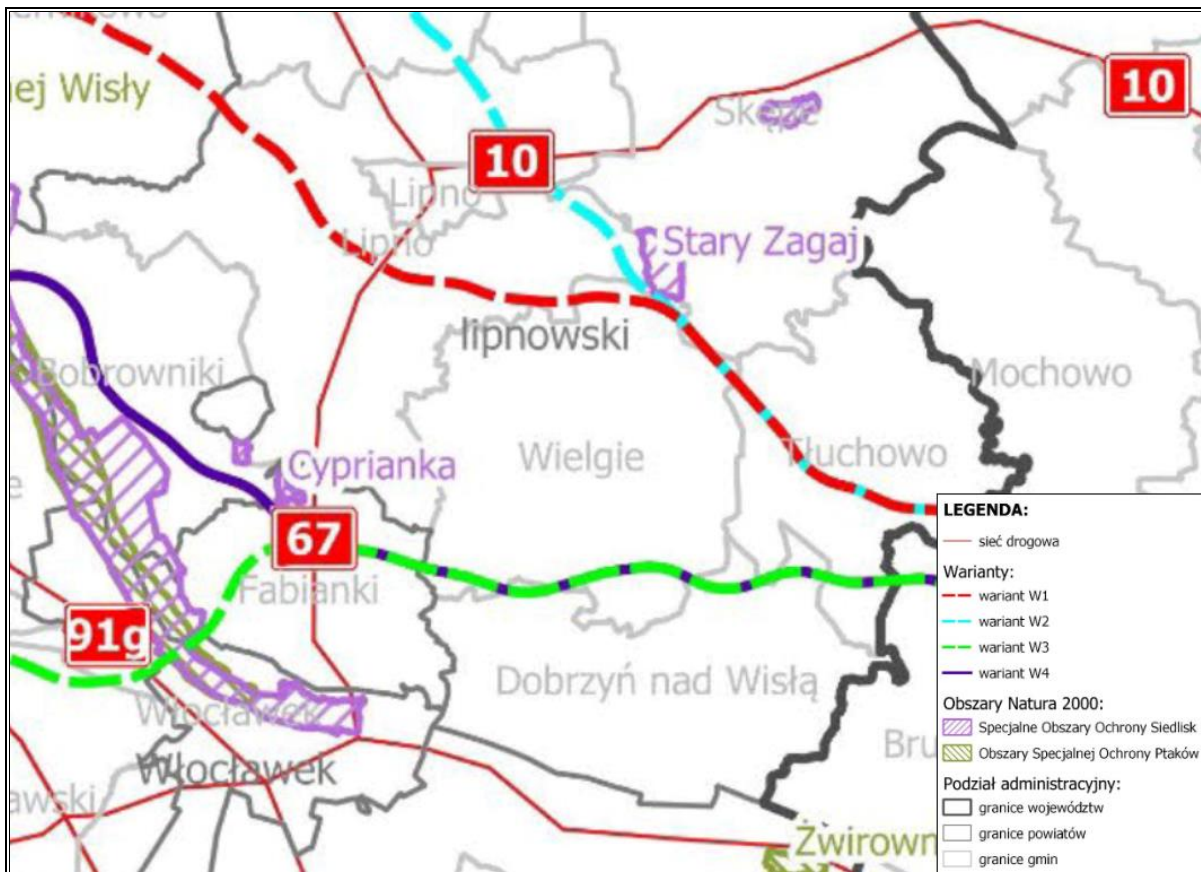 ej Wisły
10
Skępe
10
Lipno
Lipno
Stary Zagaj
lipnowski
Bobrowniki
Mochowo
Cyprianka
Wielgie
Tłuchowo
67
Fabianki
91g
Dobrzyń nad Wisłą
Włocławek
Bru
Włocławek
awski
Żwirown
LEGENDA:
sieć drogowa
Warianty:
wariant W1
wariant W2
wariant W3
wariant W4
Obszary Natura 2000:
Specjalne Obszary Ochrony Siedlisk
Obszary Specjalnej Ochrony Ptaków
Podział administracyjny:
granice województw
granice powiatów
granice gmin